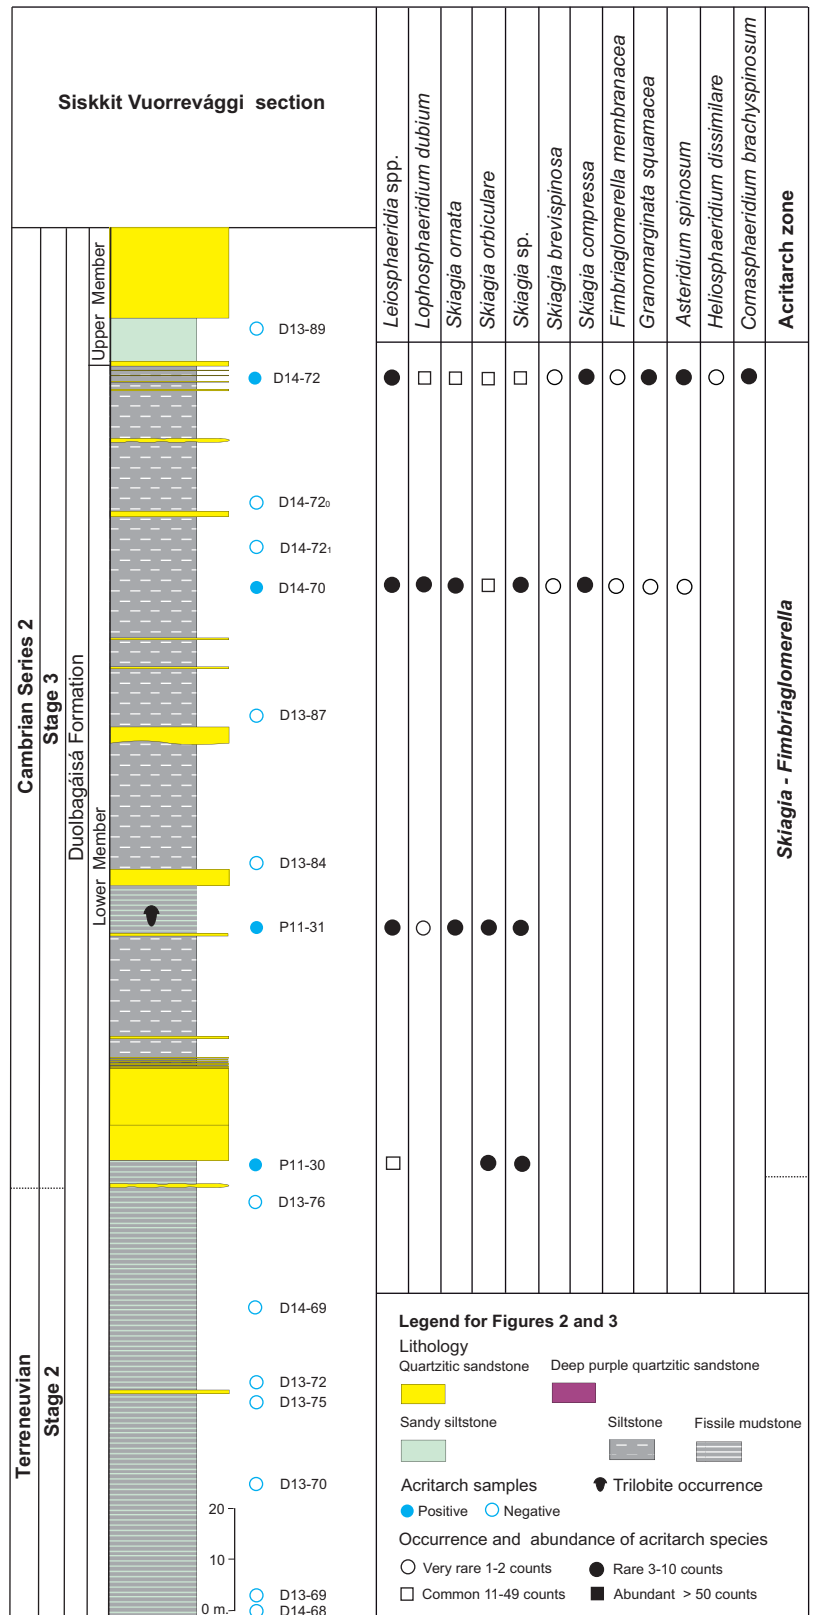 Siskkit Vuorrevággi section
Leiosphaeridia spp.
Lophosphaeridium dubium
Skiagia ornata
Skiagia orbiculare
Skiagia sp.
Skiagia brevispinosa
Skiagia compressa
Fimbriaglomerella membranacea
Granomarginata squamacea
Asteridium spinosum
Heliosphaeridium dissimilare
Comasphaeridium brachyspinosum
Acritarch zone
Cambrian Series 2
Stage 3
Duolbagáisá Formation
Upper Member
Lower Member
Terreneuvian
Stage 2
D13-89
D14-72
D14-72₀
D14-72₁
D14-70
D13-87
D13-84
P11-31
P11-30
D13-76
D14-69
D13-72
D13-75
D13-70
D13-69
D14-68
20
10
0 m.
Skiagia - Fimbriaglomerella
Legend for Figures 2 and 3
Lithology
Quartzitic sandstone Deep purple quartzitic sandstone
Sandy siltstone Siltstone Fissile mudstone
Acritarch samples Trilobite occurrence
Positive Negative
Occurrence and abundance of acritarch species
Very rare 1-2 counts Rare 3-10 counts
Common 11-49 counts Abundant > 50 counts